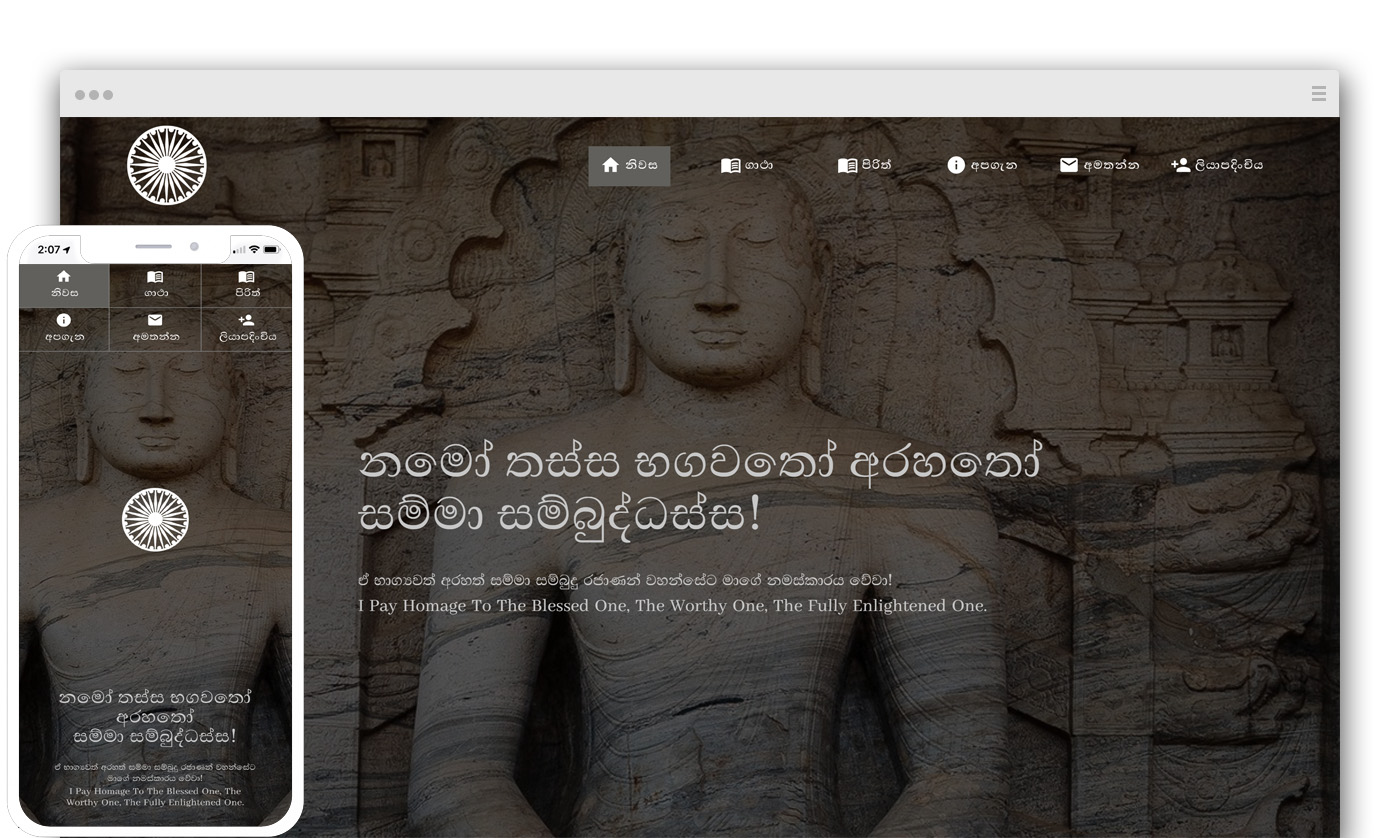 නිවස
ගාථා
පිරිත්
අපගැන
අමතන්න
ලියාපදිංචිය
නමෝ තස්ස භගවතෝ අරහතෝ
සම්මා සම්බුද්ධස්ස!
ඒ භාග්‍යවත් අරහත් සම්මා සම්බුදු රජාණන් වහන්සේට මාගේ නමස්කාරය වේවා!
I Pay Homage To The Blessed One, The Worthy One, The Fully Enlightened One.
2:07
නිවස
ගාථා
පිරිත්
අපගැන
අමතන්න
ලියාපදිංචිය
නමෝ තස්ස භගවතෝ
අරහතෝ
සම්මා සම්බුද්ධස්ස!
ඒ භාග්‍යවත් අරහත් සම්මා සම්බුදු රජාණන් වහන්සේට
මාගේ නමස්කාරය වේවා!
I Pay Homage To The Blessed One, The
Worthy One, The Fully Enlightened One.